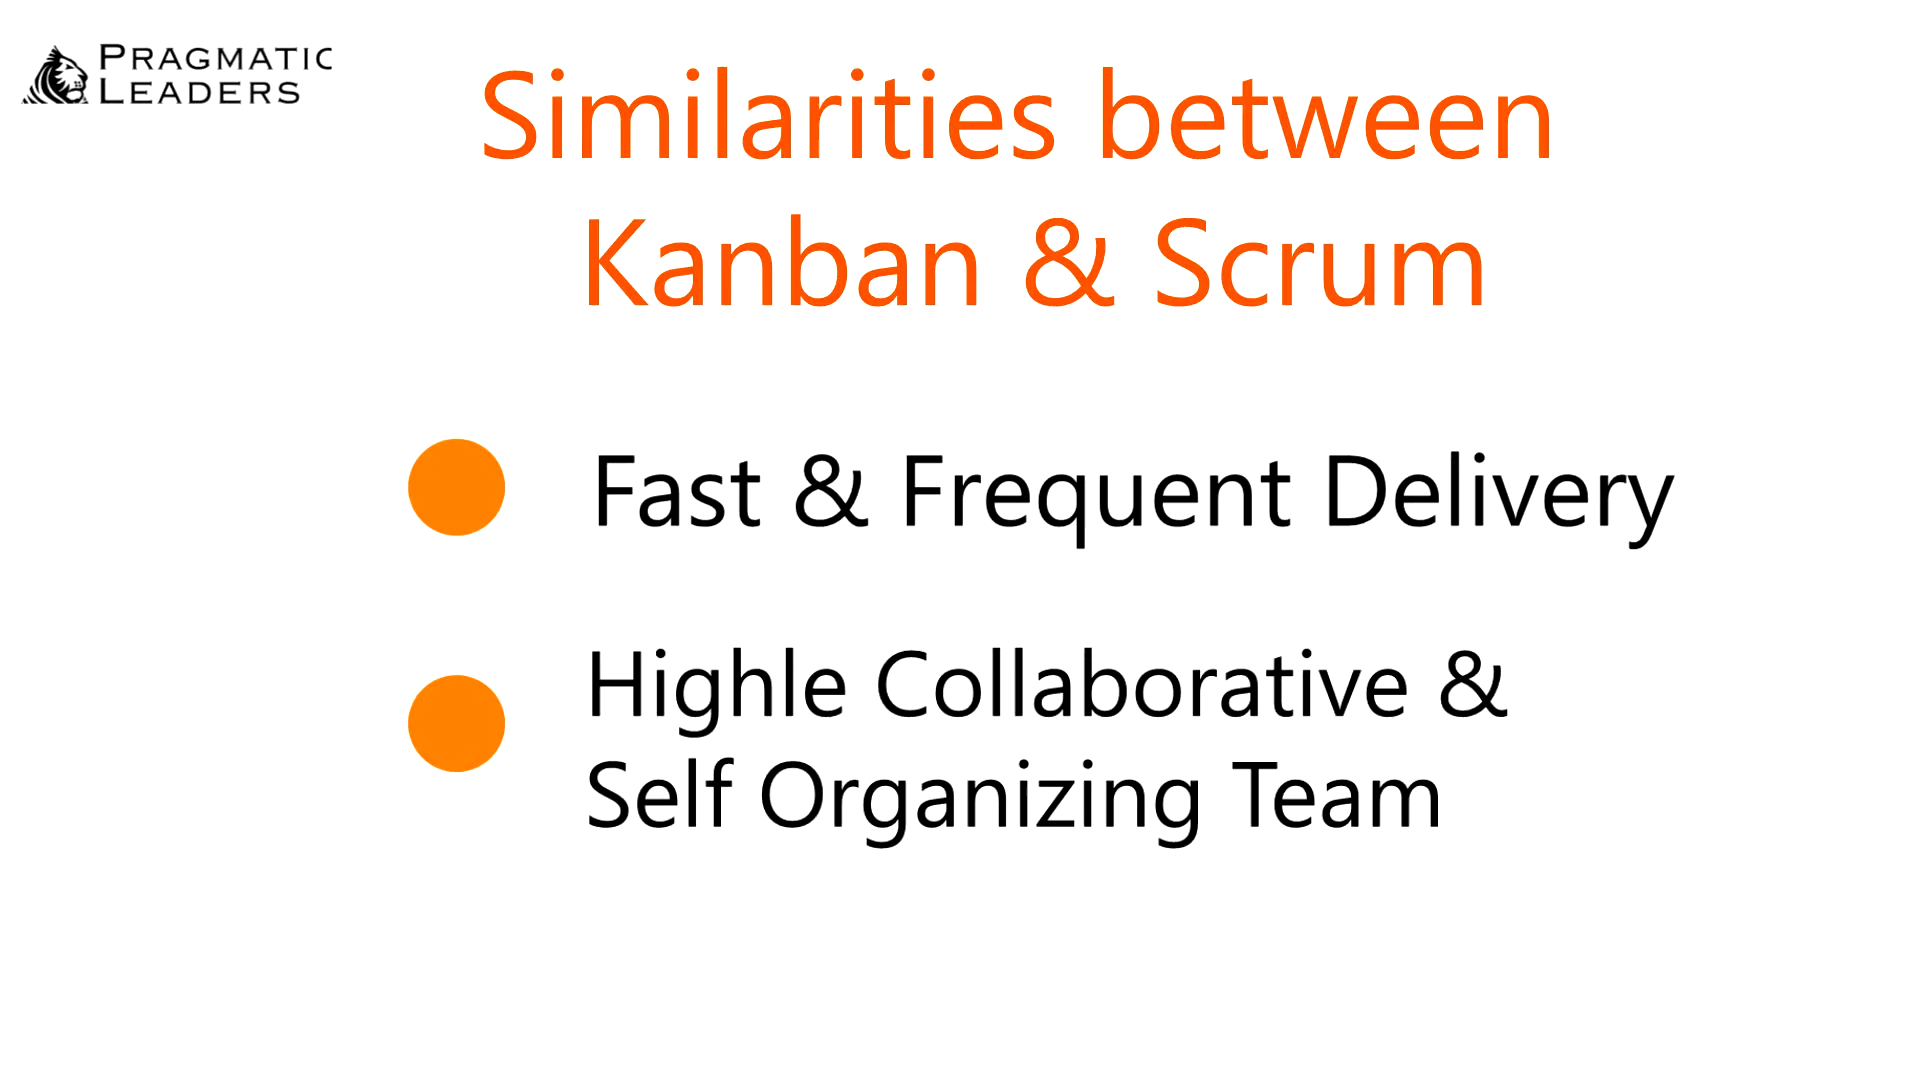 PRAGMATIC
LEADERS
Similarities between
Kanban & Scrum
Fast & Frequent Delivery
Highle Collaborative &
Self Organizing Team